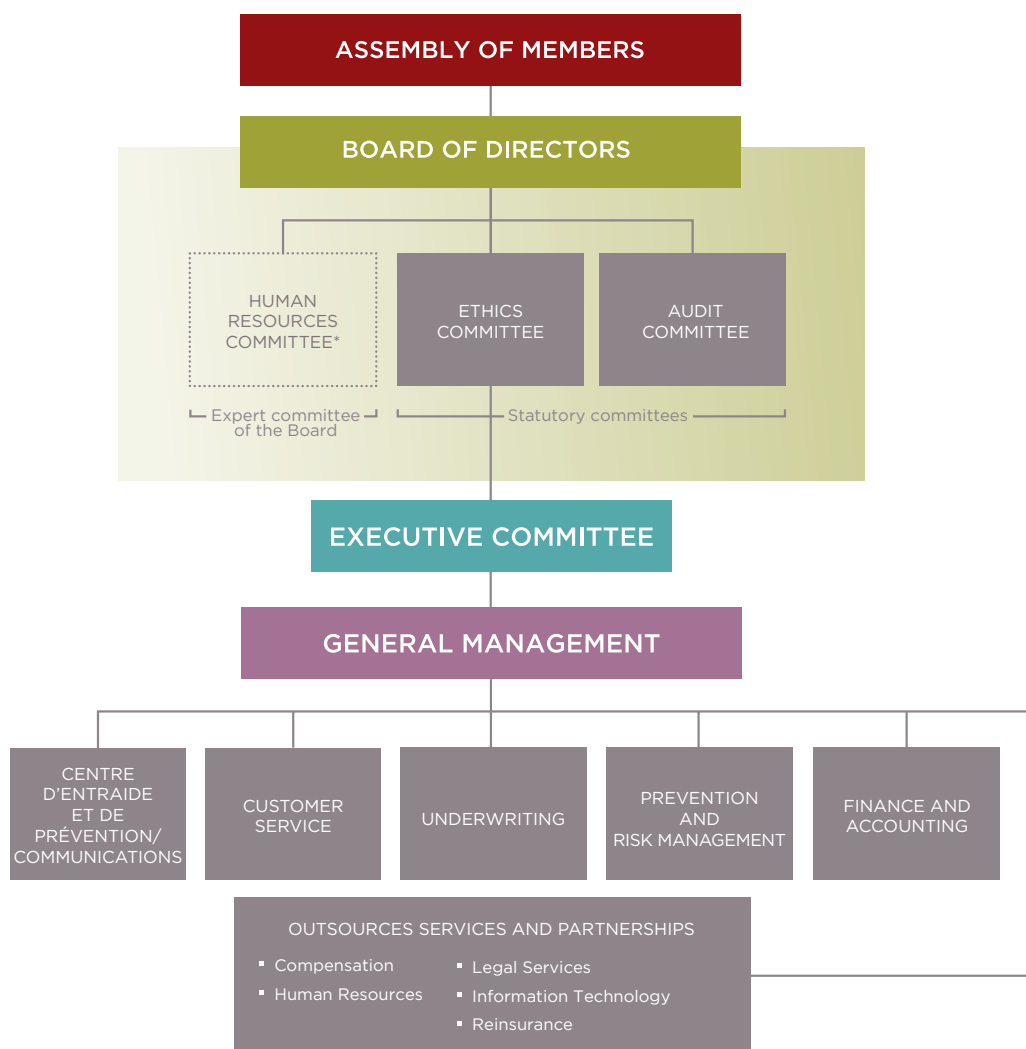 ASSEMBLY OF MEMBERS
BOARD OF DIRECTORS
HUMAN
RESOURCES
COMMITTEE*
ETHICS
COMMITTEE
AUDIT
COMMITTEE
Expert committee
of the Board
Statutory committees
EXECUTIVE COMMITTEE
GENERAL MANAGEMENT
CENTRE
D’ENTRAIDE
ET DE
PRÉVENTION/
COMMUNICATIONS
CUSTOMER
SERVICE
UNDERWRITING
PREVENTION
AND
RISK MANAGEMENT
FINANCE AND
ACCOUNTING
OUTSOURCES SERVICES AND PARTNERSHIPS
▪ Compensation
▪ Human Resources
▪ Legal Services
▪ Information Technology
▪ Reinsurance